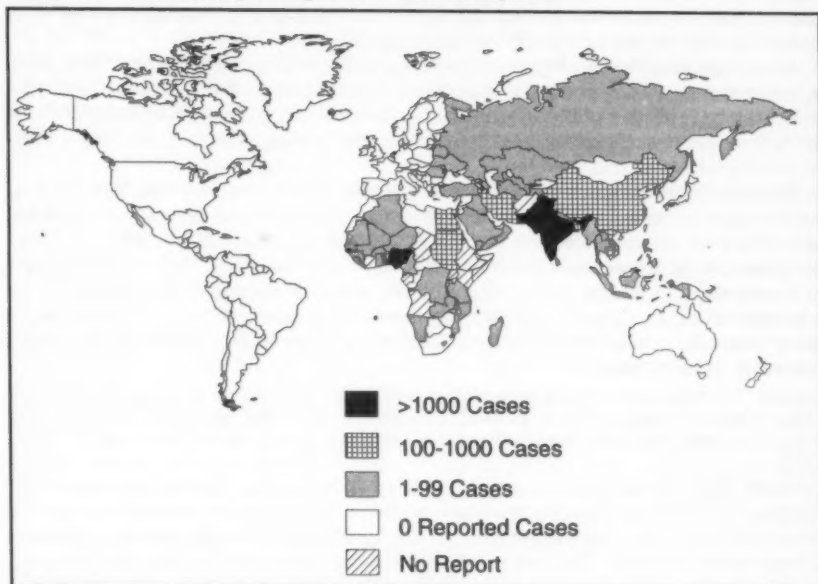 >1000 Cases
100-1000 Cases
1-99 Cases
0 Reported Cases
No Report